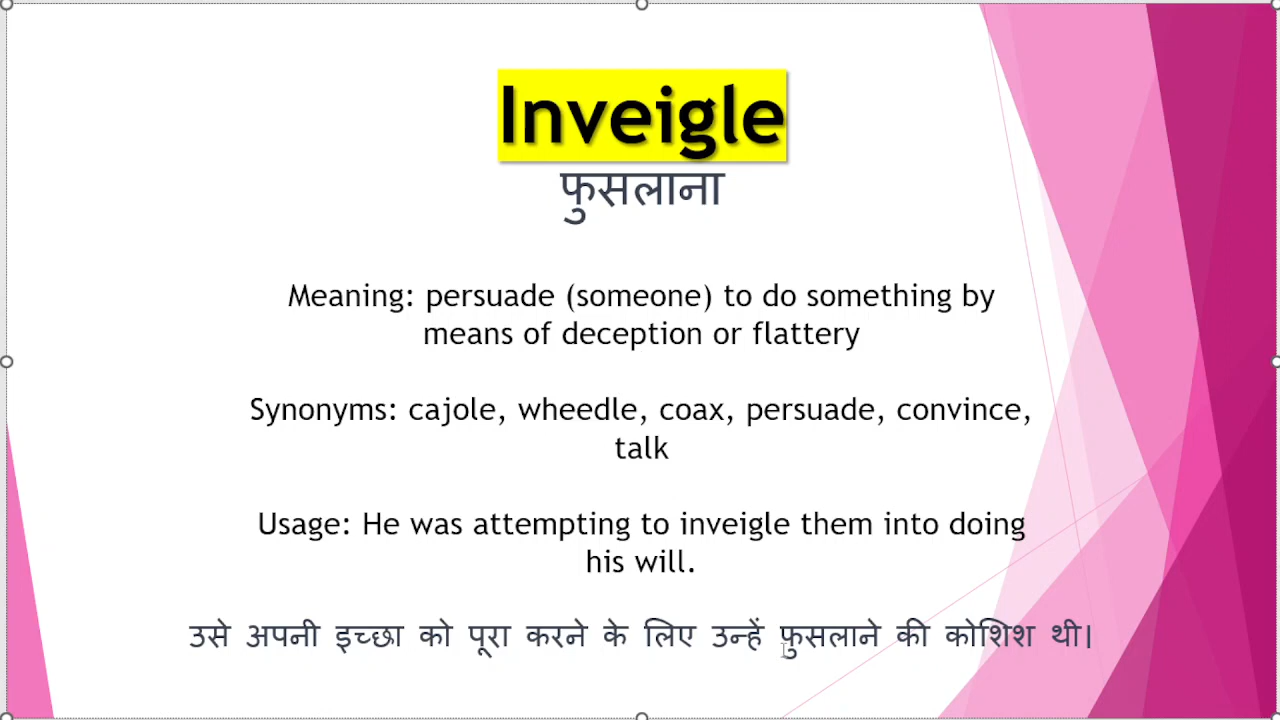 Inveigle
फुसलाना
Meaning: persuade (someone) to do something by
means of deception or flattery
Synonyms: cajole, wheedle, coax, persuade, convince,
talk
Usage: He was attempting to inveigle them into doing
his will.
उसे अपनी इच्छा को पूरा करने के लिए उन्हें फुसलाने की कोशिश थी।